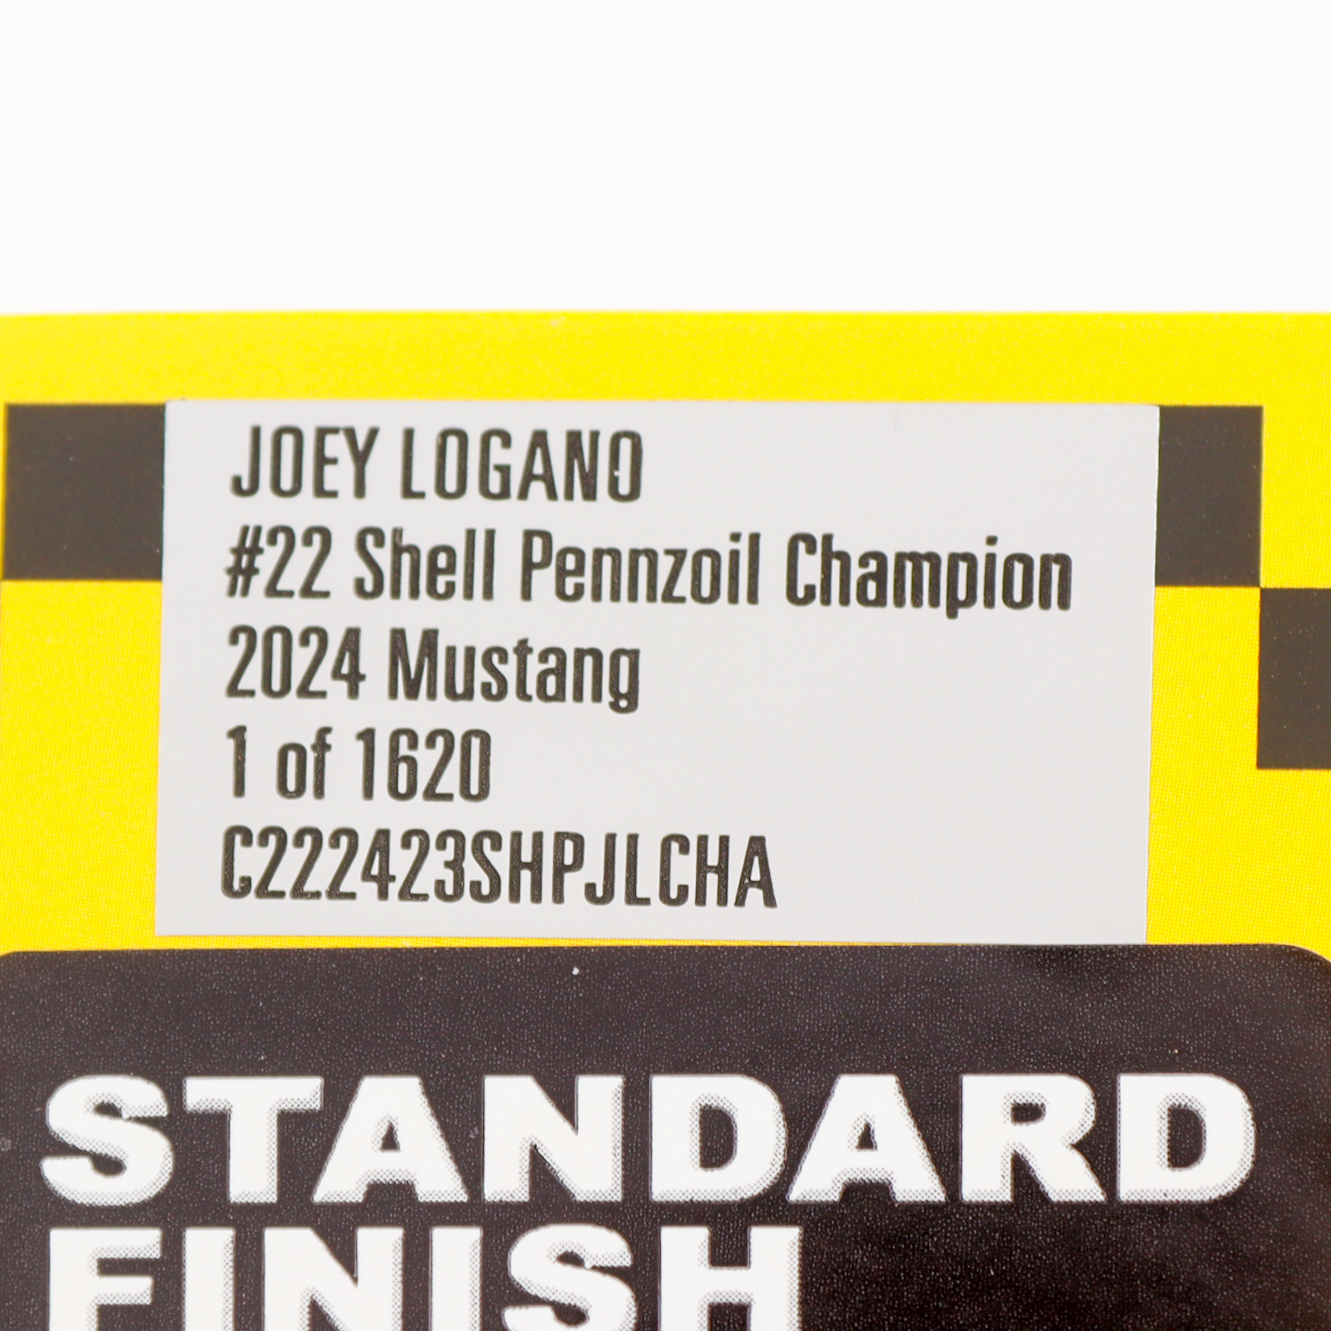 JOEY LOGANO
#22 Shell Pennzoil Champion
2024 Mustang
1 of 1620
C222423SHPJLCHA
STANDARD
FINISH